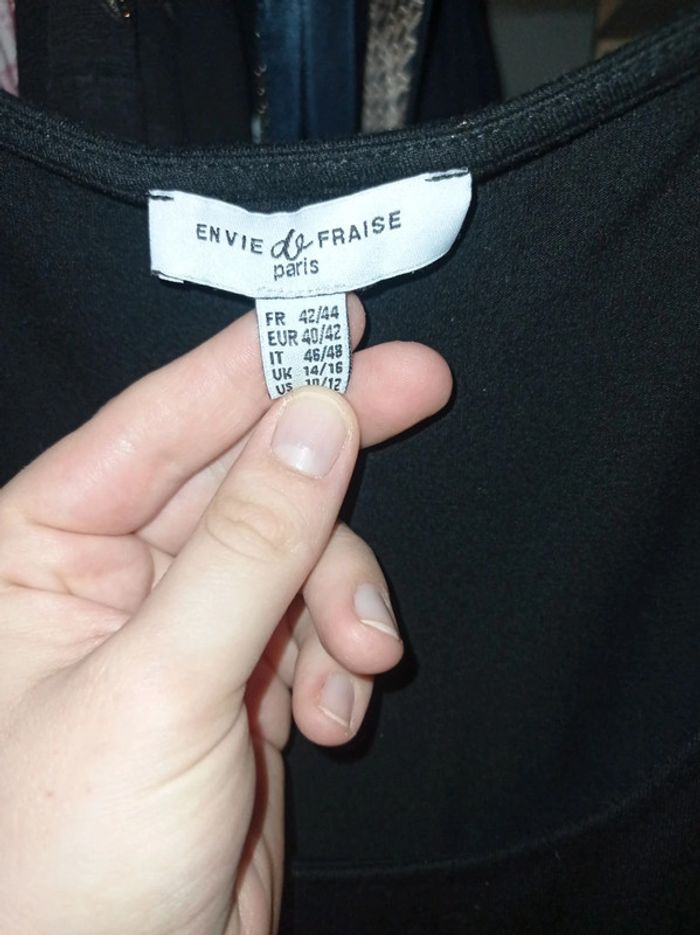 ENVIE de FRAISE
paris
FR 42/44
EUR 40/42
IT 46/48
UK 14/16
US 10/12